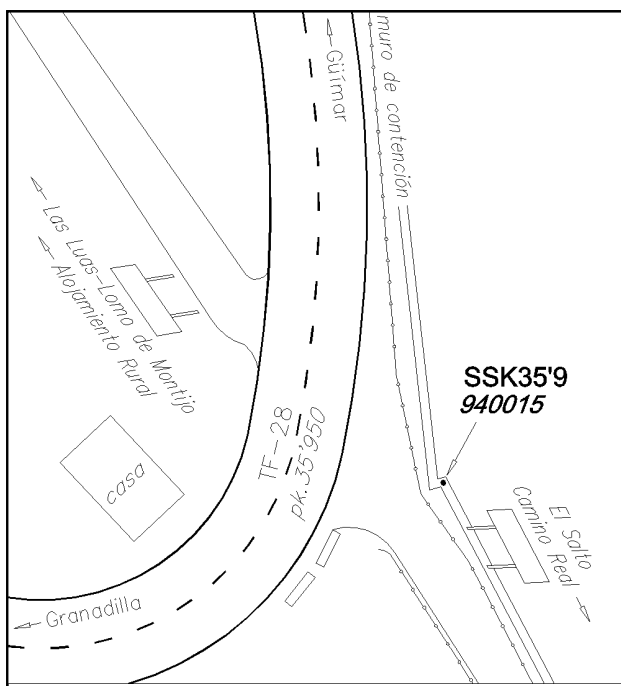 Güímar
muro de contención
Las Luas-Lomo de Montijo
Alojamiento Rural
SSK35'9
940015
TF-28
pk.35'950
casa
El Salto
Camino Real
Granadilla